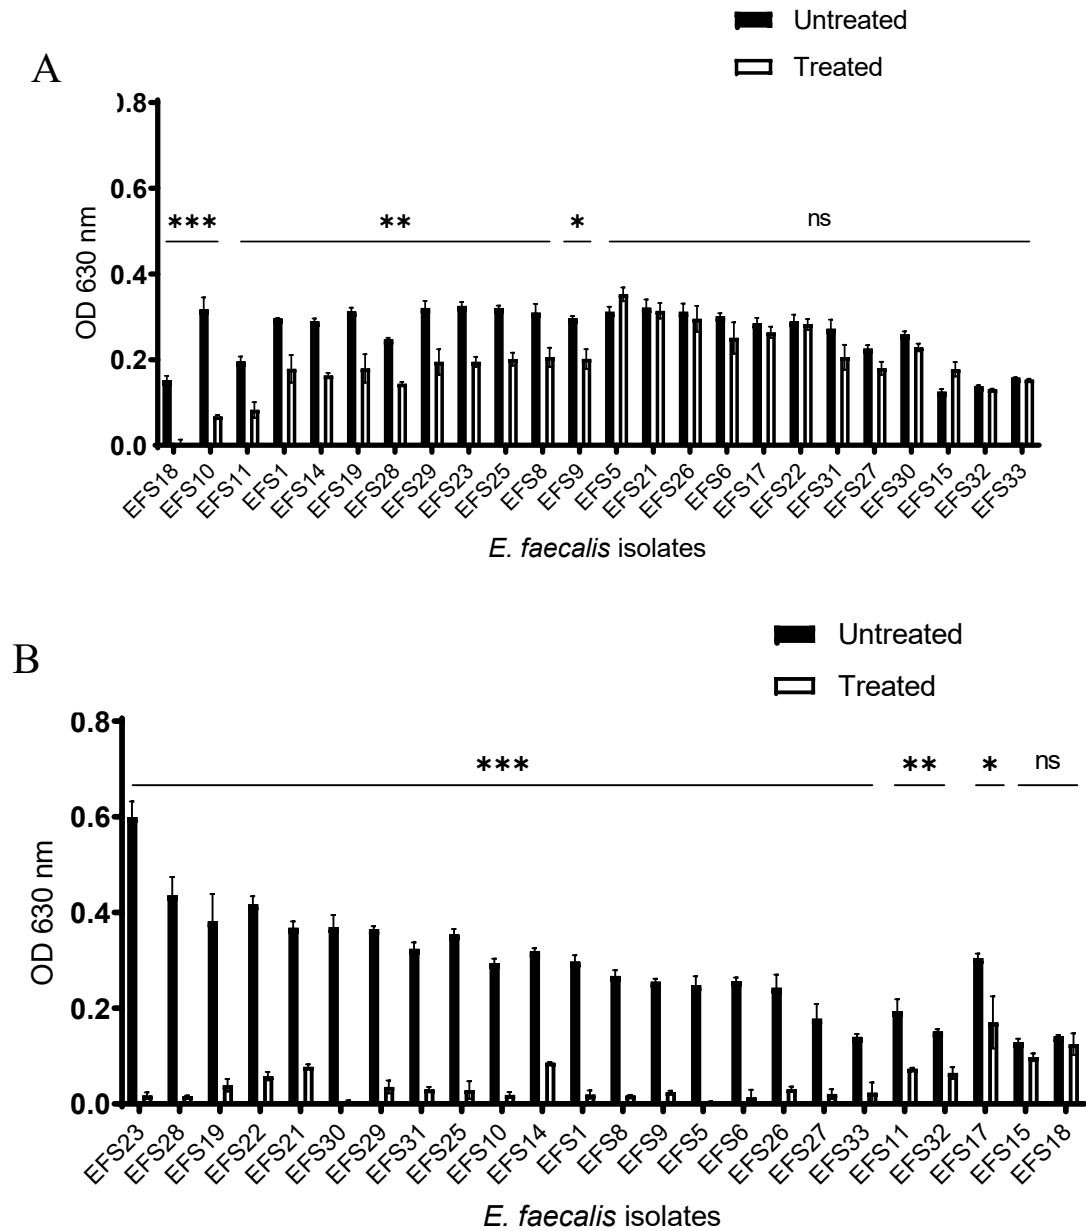 Untreated
Treated
A
0.8
0.6
0.4
0.2
0.0
OD 630 nm
*** ** * ns
EFS18 EFS10 EFS11 EFS1 EFS14 EFS19 EFS28 EFS29 EFS23 EFS25 EFS8 EFS9 EFS5 EFS21 EFS26 EFS6 EFS17 EFS22 EFS31 EFS27 EFS30 EFS15 EFS32 EFS33
E. faecalis isolates
Untreated
Treated
B
0.8
0.6
0.4
0.2
0.0
OD 630 nm
*** ** * ns
EFS23 EFS28 EFS19 EFS22 EFS21 EFS30 EFS29 EFS31 EFS25 EFS10 EFS14 EFS1 EFS8 EFS9 EFS5 EFS6 EFS26 EFS27 EFS33 EFS11 EFS32 EFS17 EFS15 EFS18
E. faecalis isolates